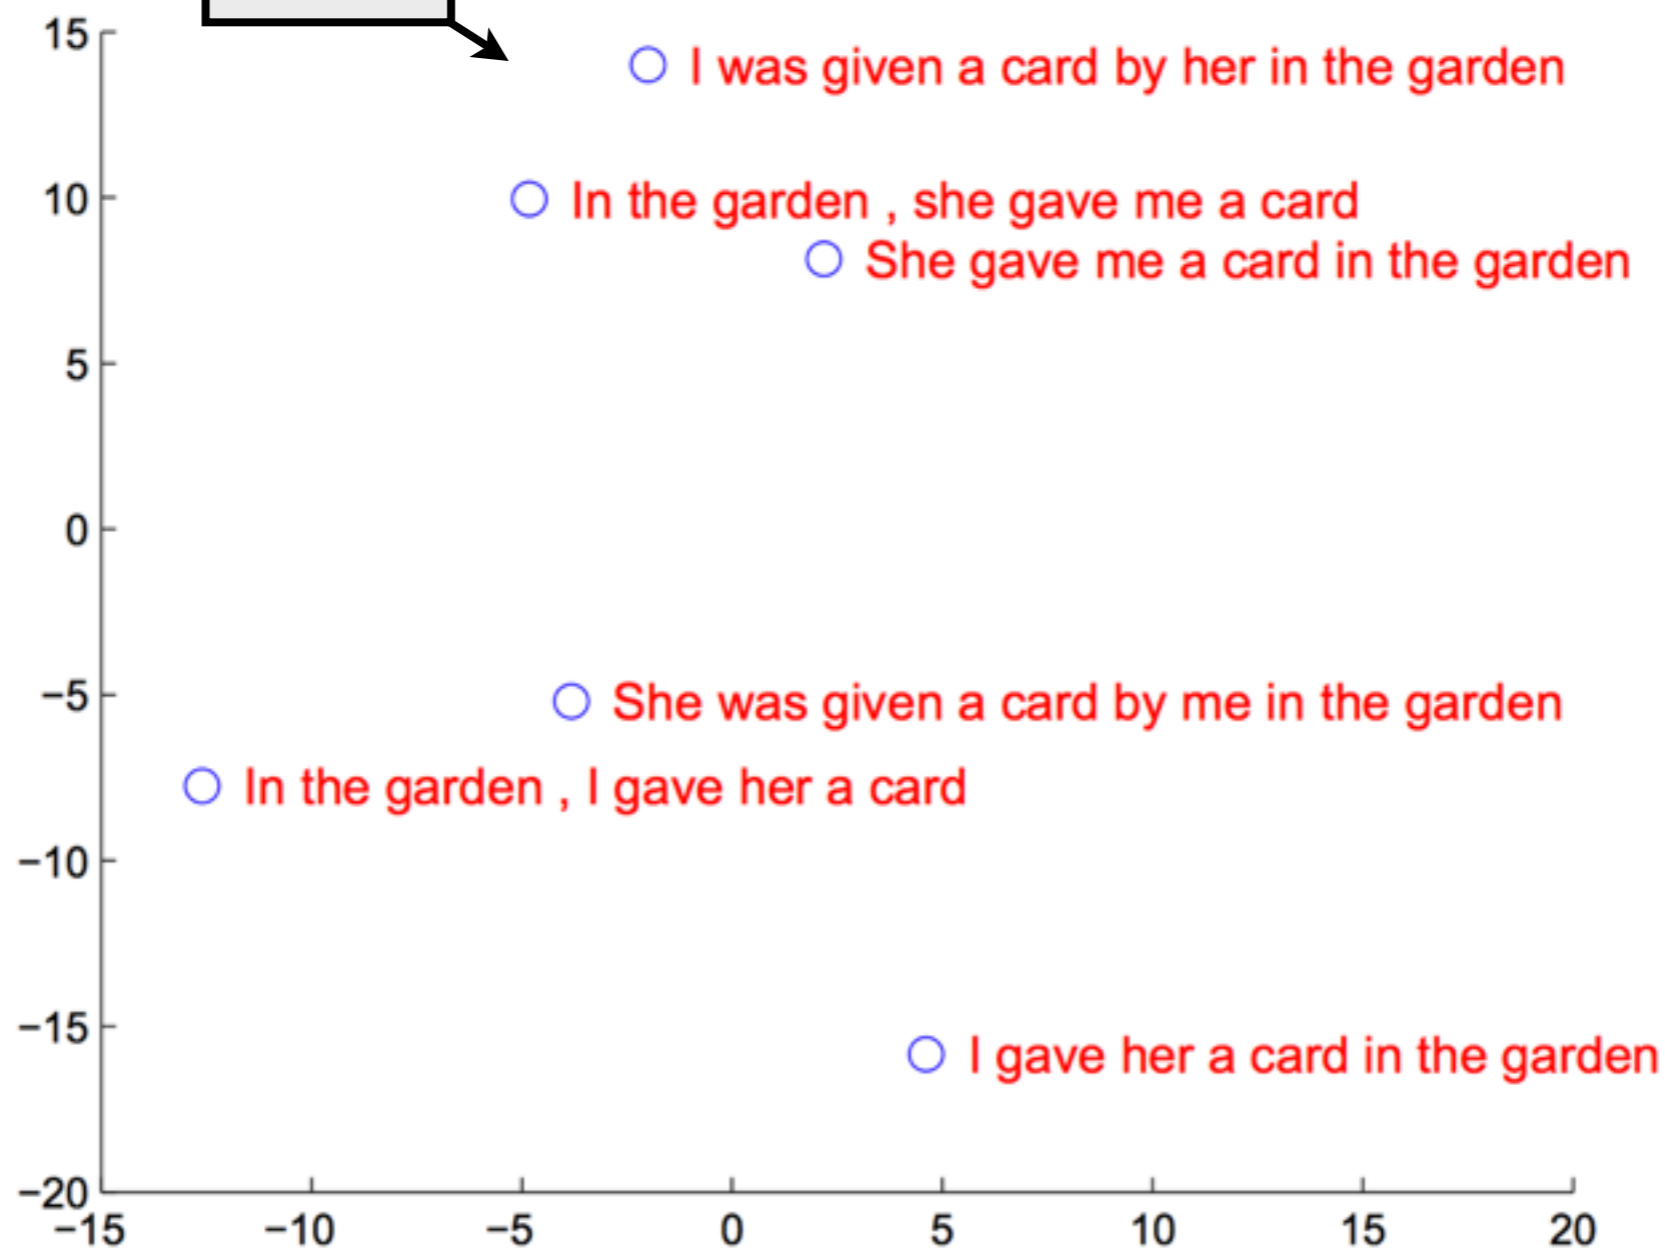 15
I was given a card by her in the garden
10
In the garden , she gave me a card
She gave me a card in the garden
5
0
−5
She was given a card by me in the garden
In the garden , I gave her a card
−10
−15
I gave her a card in the garden
−20
−15 −10 −5 0 5 10 15 20